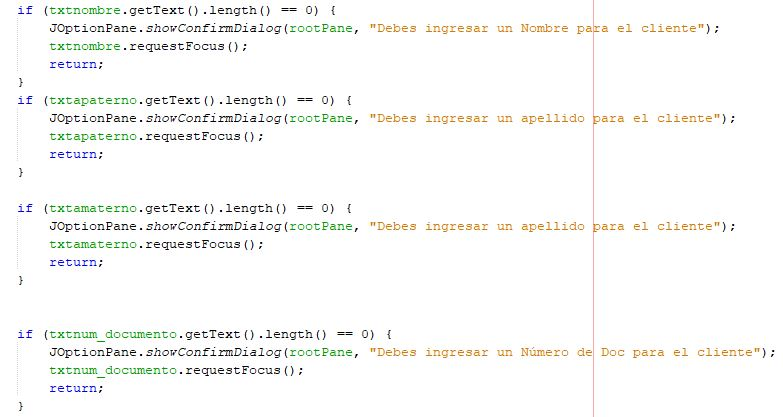 if (txtnombre.getText().length() == 0) {
JOptionPane.showConfirmDialog(rootPane, "Debes ingresar un Nombre para el cliente");
txtnombre.requestFocus();
return;
}
if (txtapaterno.getText().length() == 0) {
JOptionPane.showConfirmDialog(rootPane, "Debes ingresar un apellido para el cliente");
txtapaterno.requestFocus();
return;
}
if (txtamaterno.getText().length() == 0) {
JOptionPane.showConfirmDialog(rootPane, "Debes ingresar un apellido para el cliente");
txtamaterno.requestFocus();
return;
}
if (txtnum_documento.getText().length() == 0) {
JOptionPane.showConfirmDialog(rootPane, "Debes ingresar un Número de Doc para el cliente");
txtnum_documento.requestFocus();
return;
}